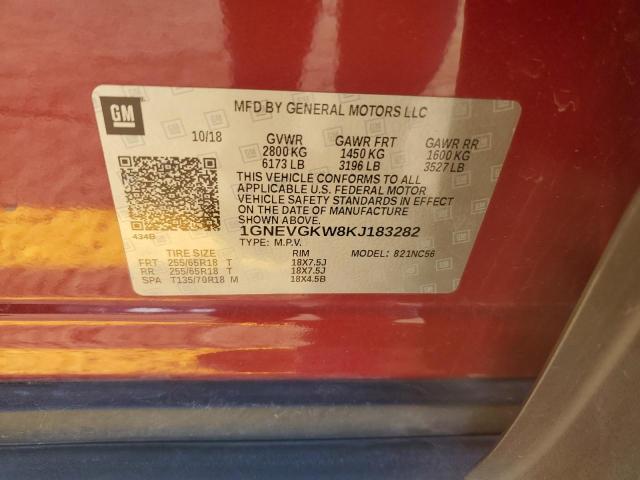 GM
MFD BY GENERAL MOTORS LLC
10/18 GVWR GAWR FRT GAWR RR
2800 KG 1450 KG 1600 KG
6173 LB 3196 LB 3527 LB
THIS VEHICLE CONFORMS TO ALL
APPLICABLE U.S. FEDERAL MOTOR
VEHICLE SAFETY STANDARDS IN EFFECT
ON THE DATE OF MANUFACTURE
SHOWN ABOVE.
434B 1GNEVGKW8KJ183282
TYPE: M.P.V. MODEL: 821NC56
TIRE SIZE RIM
FRT 255/65R18 T 18X7.5J
RR 255/65R18 T 18X7.5J
SPA T135/70R18 M 18X4.5B